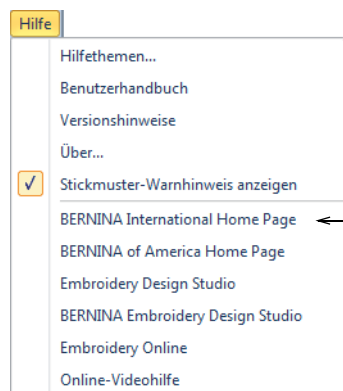 Hilfe
Hilfethemen...
Benutzerhandbuch
Versionshinweise
Über...
Stickmuster-Warnhinweis anzeigen
BERNINA International Home Page
BERNINA of America Home Page
Embroidery Design Studio
BERNINA Embroidery Design Studio
Embroidery Online
Online-Videohilfe